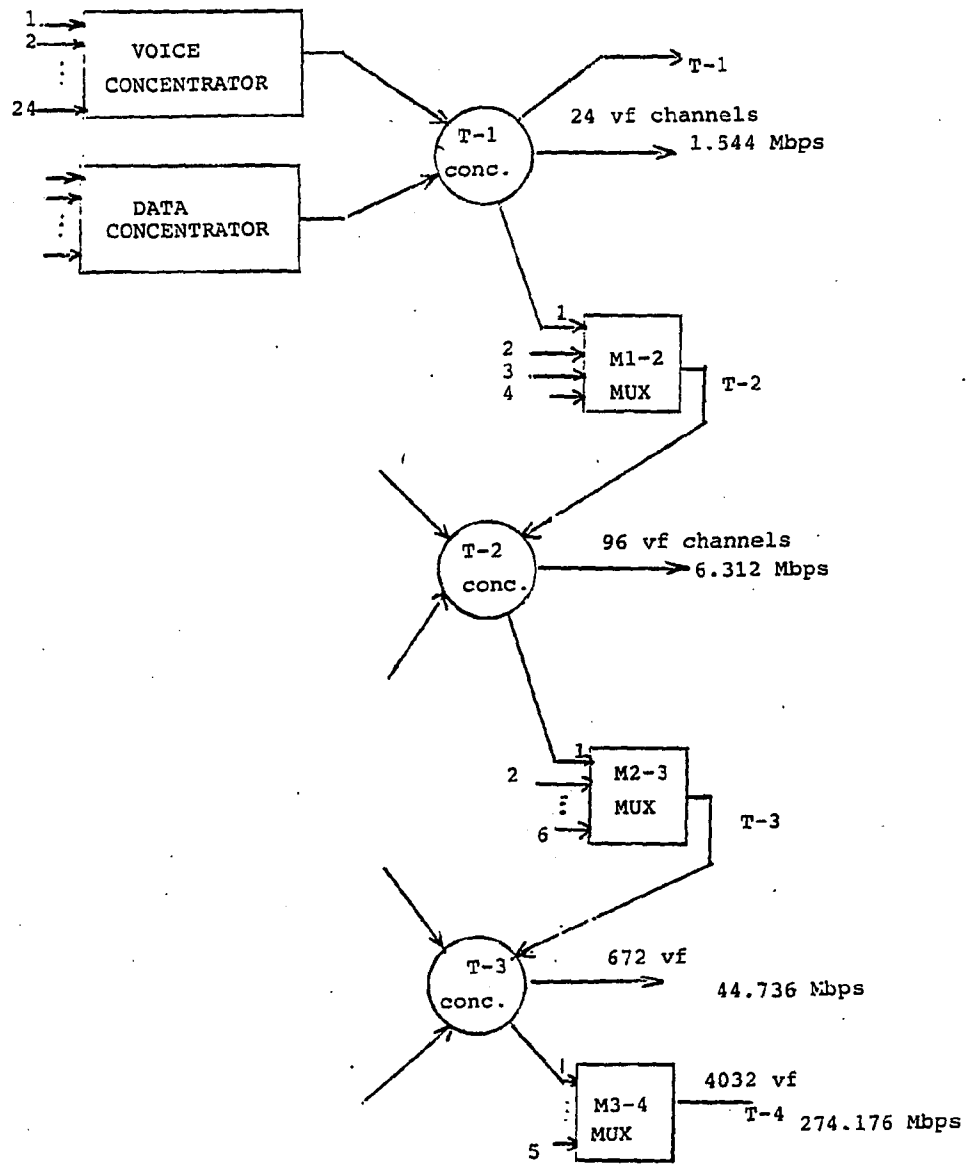 1.
2
24
VOICE
CONCENTRATOR
T-1
T-1
conc.
24 vf channels
1.544 Mbps
DATA
CONCENTRATOR
1
2
3
4
M1-2
MUX
T-2
T-2
conc.
96 vf channels
6.312 Mbps
1
2
6
M2-3
MUX
T-3
T-3
conc.
672 vf
44.736 Mbps
1
5
M3-4
MUX
4032 vf
T-4
274.176 Mbps